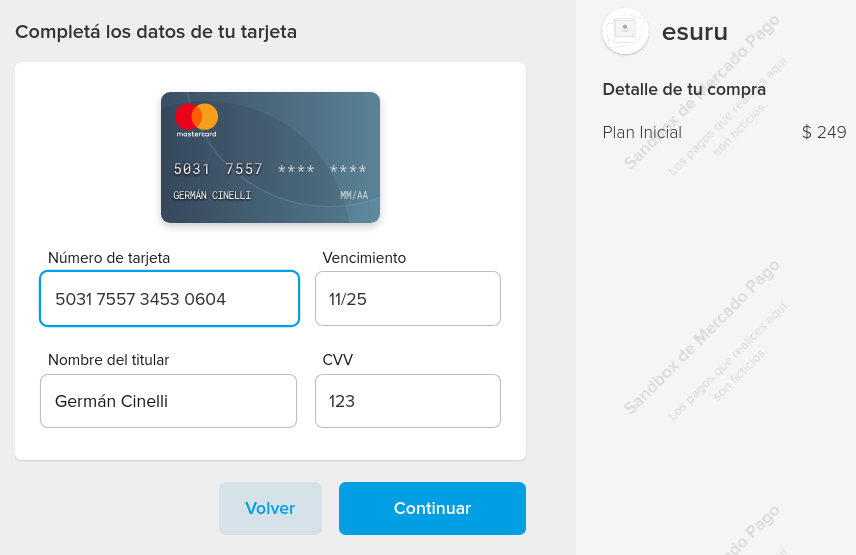 Completá los datos de tu tarjeta
mastercard
5031 7557 **** ****
GERMÁN CINELLI MM/AA
Número de tarjeta
5031 7557 3453 0604
Vencimiento
11/25
Nombre del titular
Germán Cinelli
CVV
123
Volver
Continuar
esuru
Detalle de tu compra
Plan Inicial $ 249
Sandbox de Mercado Pago
Los pagos que realices aquí
son ficticios
Sandbox de Mercado Pago
Los pagos que realices aquí
son ficticios
do Pago